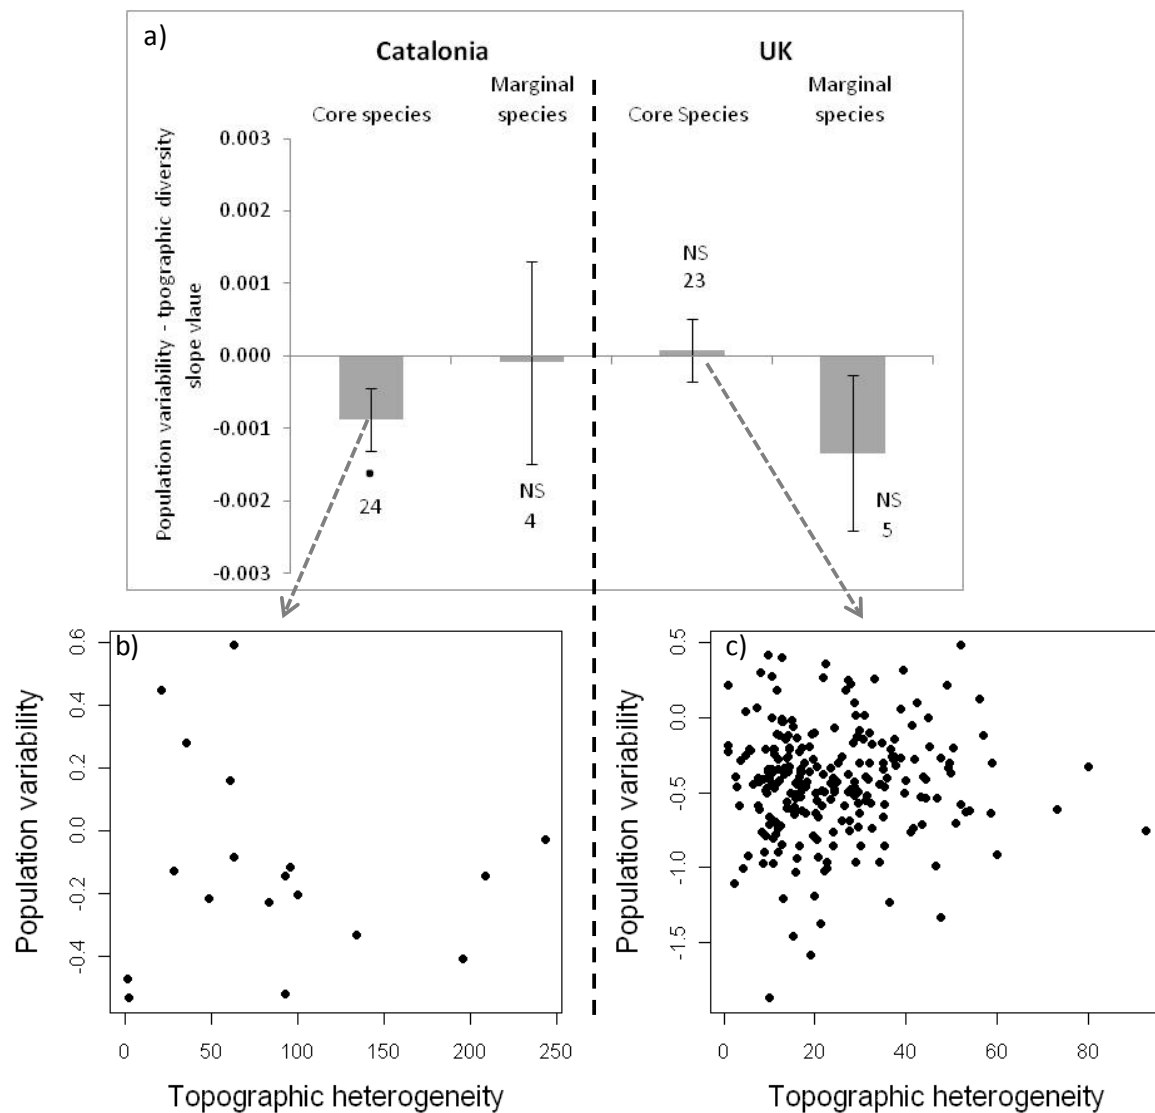 a)
Catalonia
UK
Core species
Marginal
species
Core Species
Marginal
species
Population variability - tpographic diversity
slope vlaue
0.003
0.002
0.001
0.000
-0.001
-0.002
-0.003
•
24
NS
4
NS
23
NS
5
b)
Population variability
0.6
0.4
0.2
0.0
-0.2
-0.4
0 50 100 150 200 250
Topographic heterogeneity
c)
Population variability
0.5
0.0
-0.5
-1.0
-1.5
0 20 40 60 80
Topographic heterogeneity